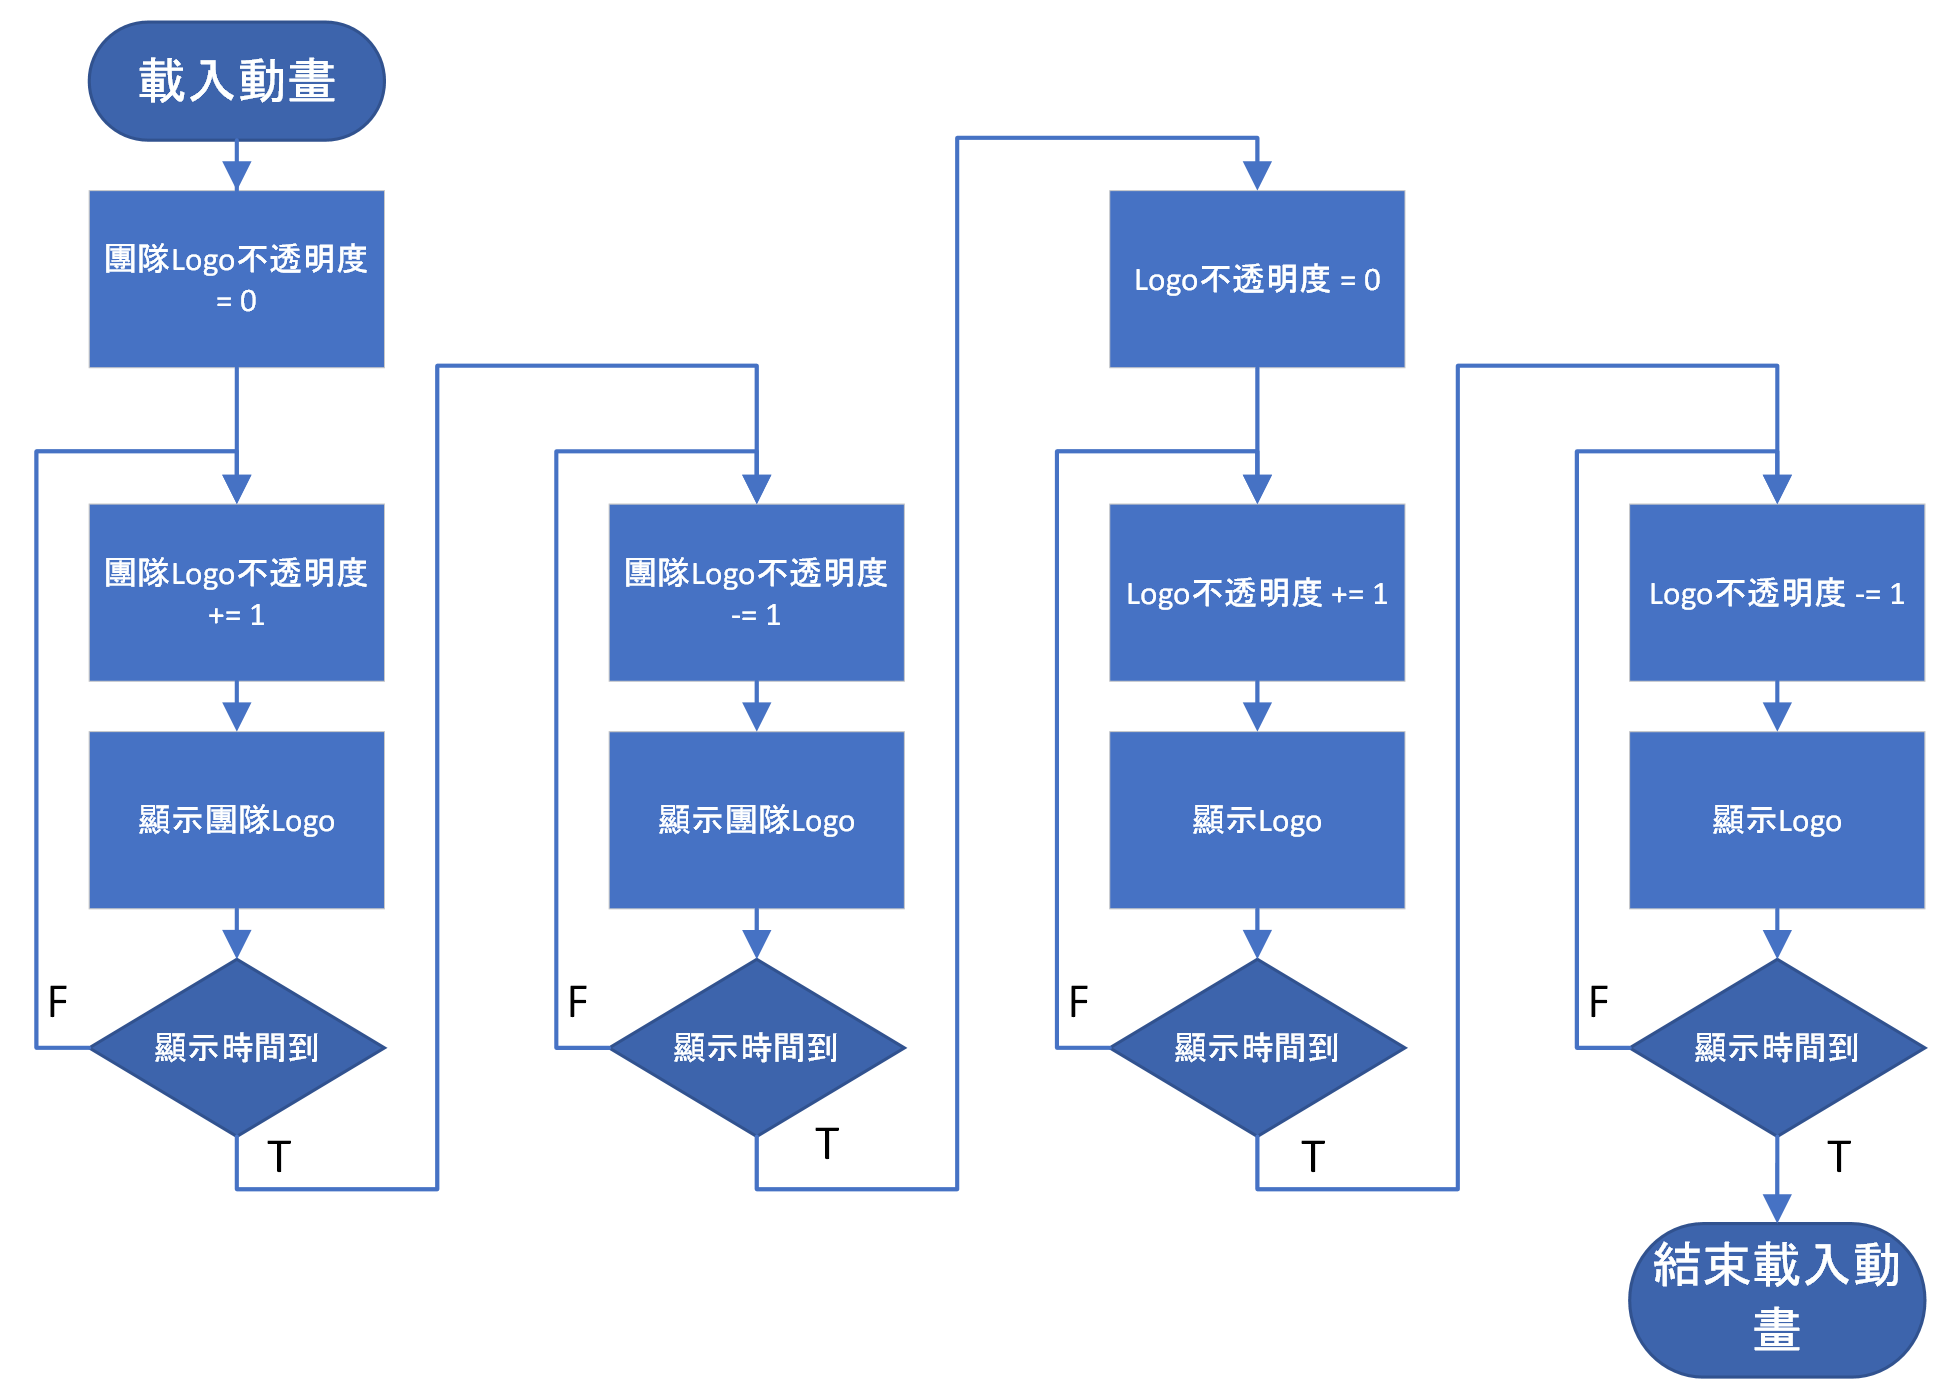 載入動畫
團隊Logo不透明度
= 0
團隊Logo不透明度
+= 1
顯示團隊Logo
F
顯示時間到
T
團隊Logo不透明度
-= 1
顯示團隊Logo
F
顯示時間到
T
Logo不透明度 = 0
Logo不透明度 += 1
顯示Logo
F
顯示時間到
T
Logo不透明度 -= 1
顯示Logo
F
顯示時間到
T
結束載入動
畫